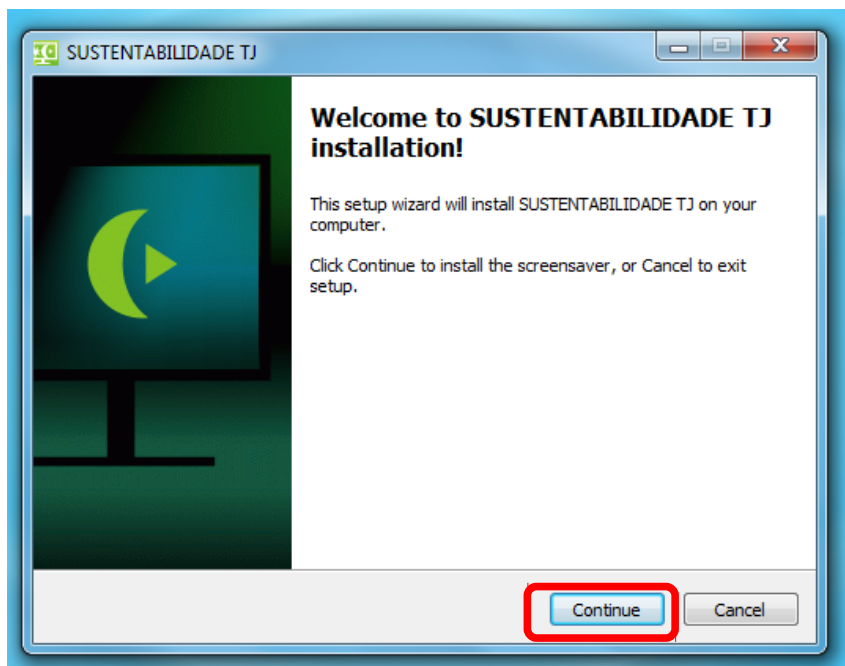 SUSTENTABILIDADE TJ
Welcome to SUSTENTABILIDADE TJ
installation!
This setup wizard will install SUSTENTABILIDADE TJ on your
computer.
Click Continue to install the screensaver, or Cancel to exit
setup.
Continue
Cancel